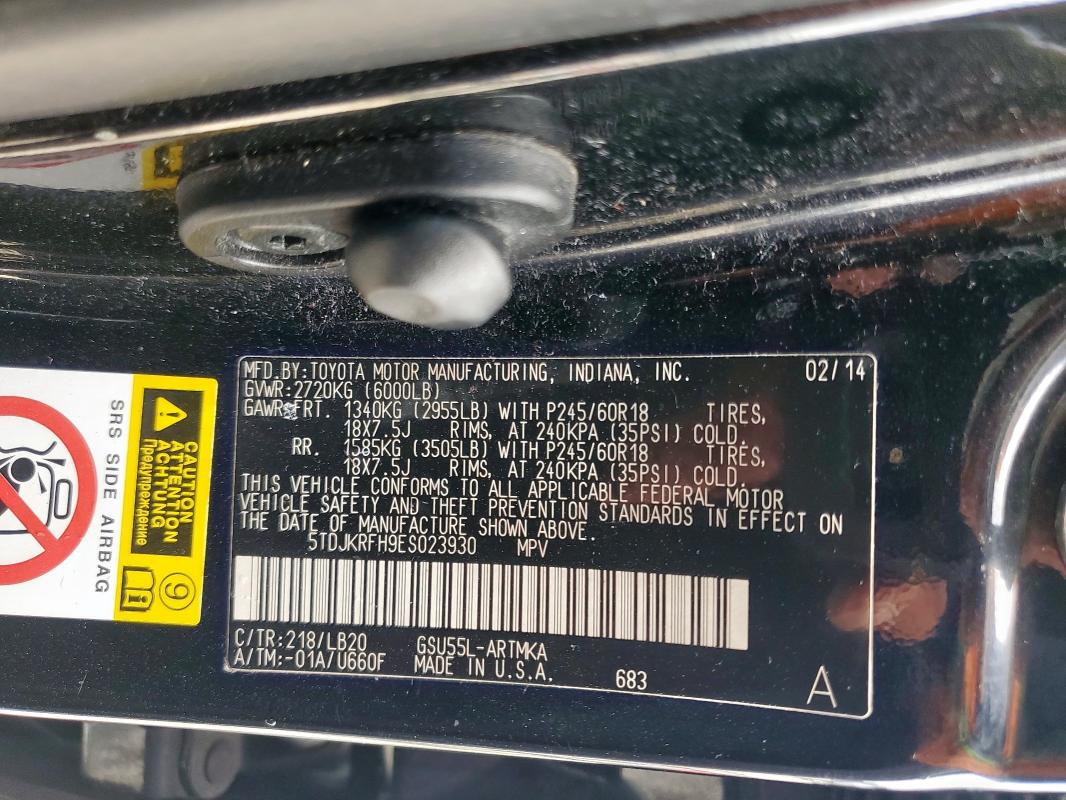 MFD. BY: TOYOTA MOTOR MANUFACTURING, INDIANA, INC. 02/14
GVWR: 2720KG (6000LB)
GAWR FRT. 1340KG (2955LB) WITH P245/60R18 TIRES,
18X7.5J RIMS, AT 240KPA (35PSI) COLD.
RR. 1585KG (3505LB) WITH P245/60R18 TIRES,
18X7.5J RIMS, AT 240KPA (35PSI) COLD.
THIS VEHICLE CONFORMS TO ALL APPLICABLE FEDERAL MOTOR
VEHICLE SAFETY AND THEFT PREVENTION STANDARDS IN EFFECT ON
THE DATE OF MANUFACTURE SHOWN ABOVE.
5TDJKRFH9ES023930 MPV
C/TR: 218/LB20 GSU55L-ARTMKA
A/TM: -01A/U660F MADE IN U.S.A. 683 A
CAUTION
ATTENTION
ACHTUNG
Предупреждение
9
SRS SIDE AIRBAG